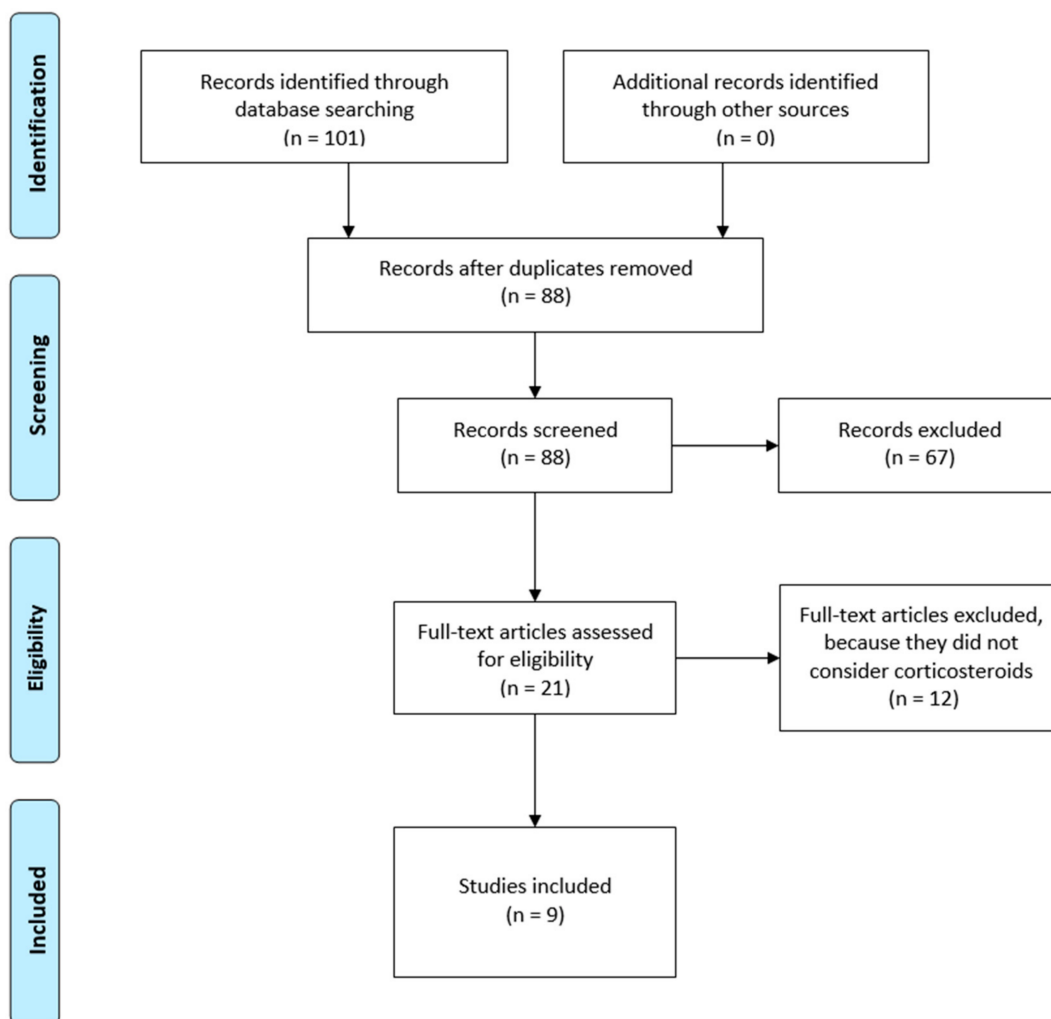 Identification
Records identified through
database searching
(n = 101)
Additional records identified
through other sources
(n = 0)
Records after duplicates removed
(n = 88)
Screening
Records screened
(n = 88)
Records excluded
(n = 67)
Eligibility
Full-text articles assessed
for eligibility
(n = 21)
Full-text articles excluded,
because they did not
consider corticosteroids
(n = 12)
Included
Studies included
(n = 9)